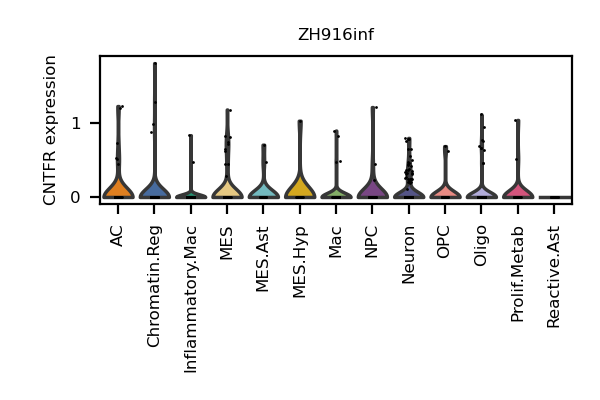 ZH916inf
CNTFR expression
1
0
AC
Chromatin.Reg
Inflammatory.Mac
MES
MES.Ast
MES.Hyp
Mac
NPC
Neuron
OPC
Oligo
Prolif.Metab
Reactive.Ast